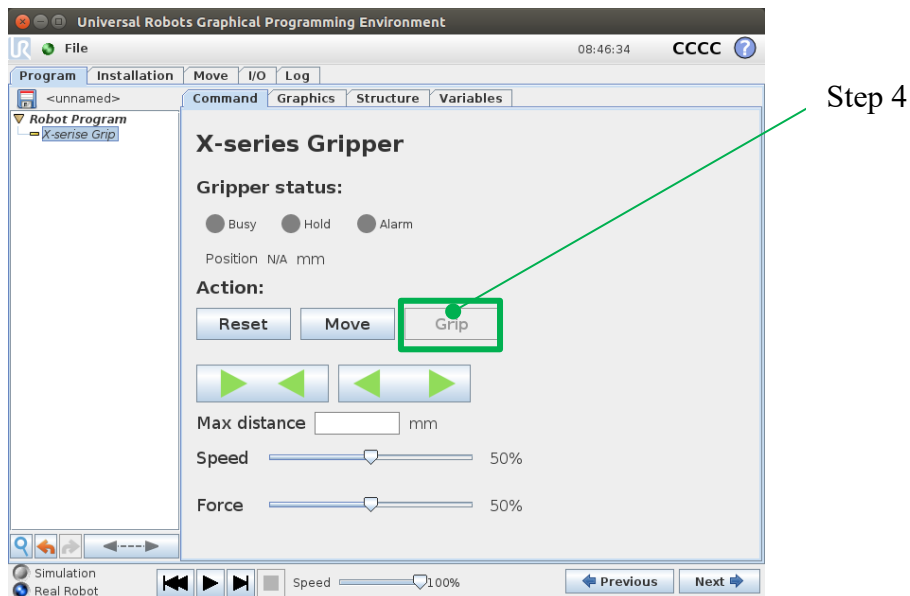 Universal Robots Graphical Programming Environment
File 08:46:34 CCCC ?
Program Installation Move I/O Log
<unnamed> Command Graphics Structure Variables
Step 4
Robot Program
X-serise Grip
X-series Gripper
Gripper status:
Busy Hold Alarm
Position N/A mm
Action:
Reset Move Grip
Max distance mm
Speed 50%
Force 50%
Simulation
Real Robot
Speed 100% Previous Next